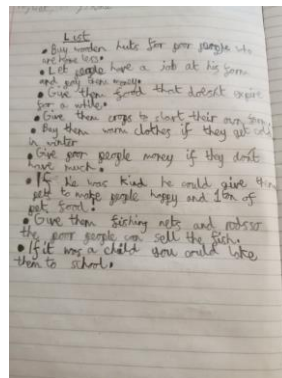 List
• Buy wooden huts for poor people who
are homeless.
• Let people have a job at his farm
and pay them money.
• Give them food that doesn't expire
for a while.
• Give them crops to start their own farm.
• Buy them warm clothes if they get cold
in winter
• Give poor people money if they don't
have much.
• If he was kind he could give them
pets to make people happy and 1 ton of
pet food.
• Give them fishing nets and rods so
the poor people can sell the fish.
• If it was a child you could take
them to school.